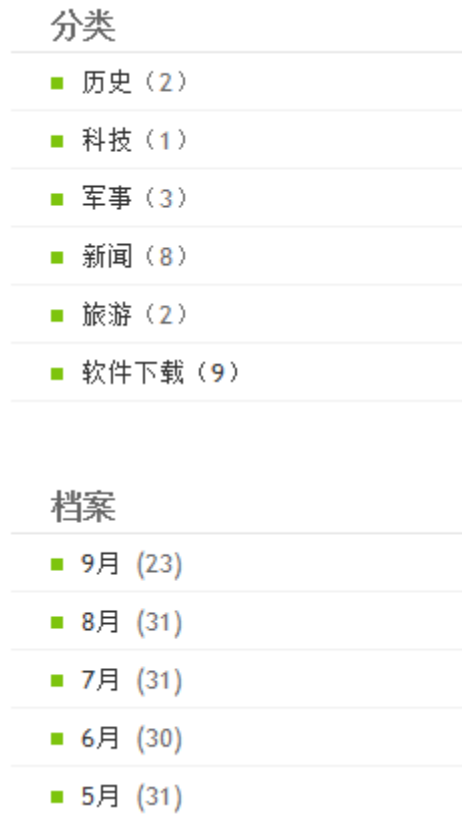 分类
历史（2）
科技（1）
军事（3）
新闻（8）
旅游（2）
软件下载（9）
档案
9月 (23)
8月 (31)
7月 (31)
6月 (30)
5月 (31)